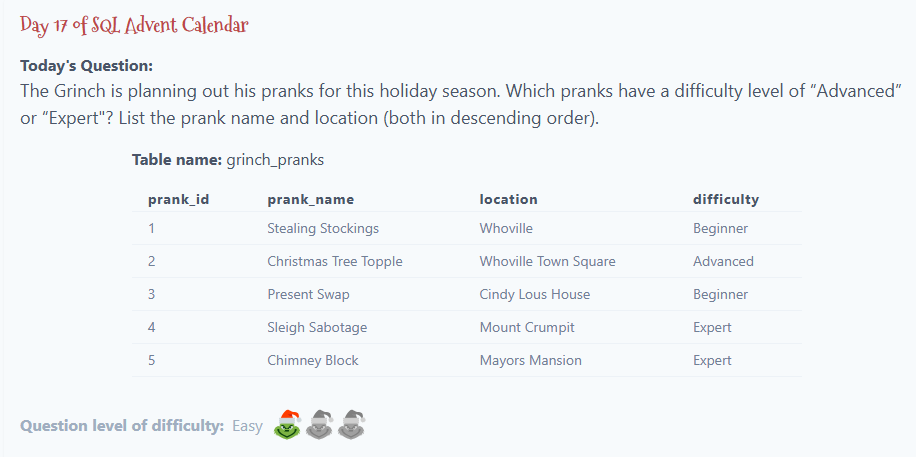 Day 17 of SQL Advent Calendar
Today's Question:
The Grinch is planning out his pranks for this holiday season. Which pranks have a difficulty level of “Advanced”
or “Expert"? List the prank name and location (both in descending order).
Table name: grinch_pranks
prank_id prank_name location difficulty
1 Stealing Stockings Whoville Beginner
2 Christmas Tree Topple Whoville Town Square Advanced
3 Present Swap Cindy Lous House Beginner
4 Sleigh Sabotage Mount Crumpit Expert
5 Chimney Block Mayors Mansion Expert
Question level of difficulty: Easy